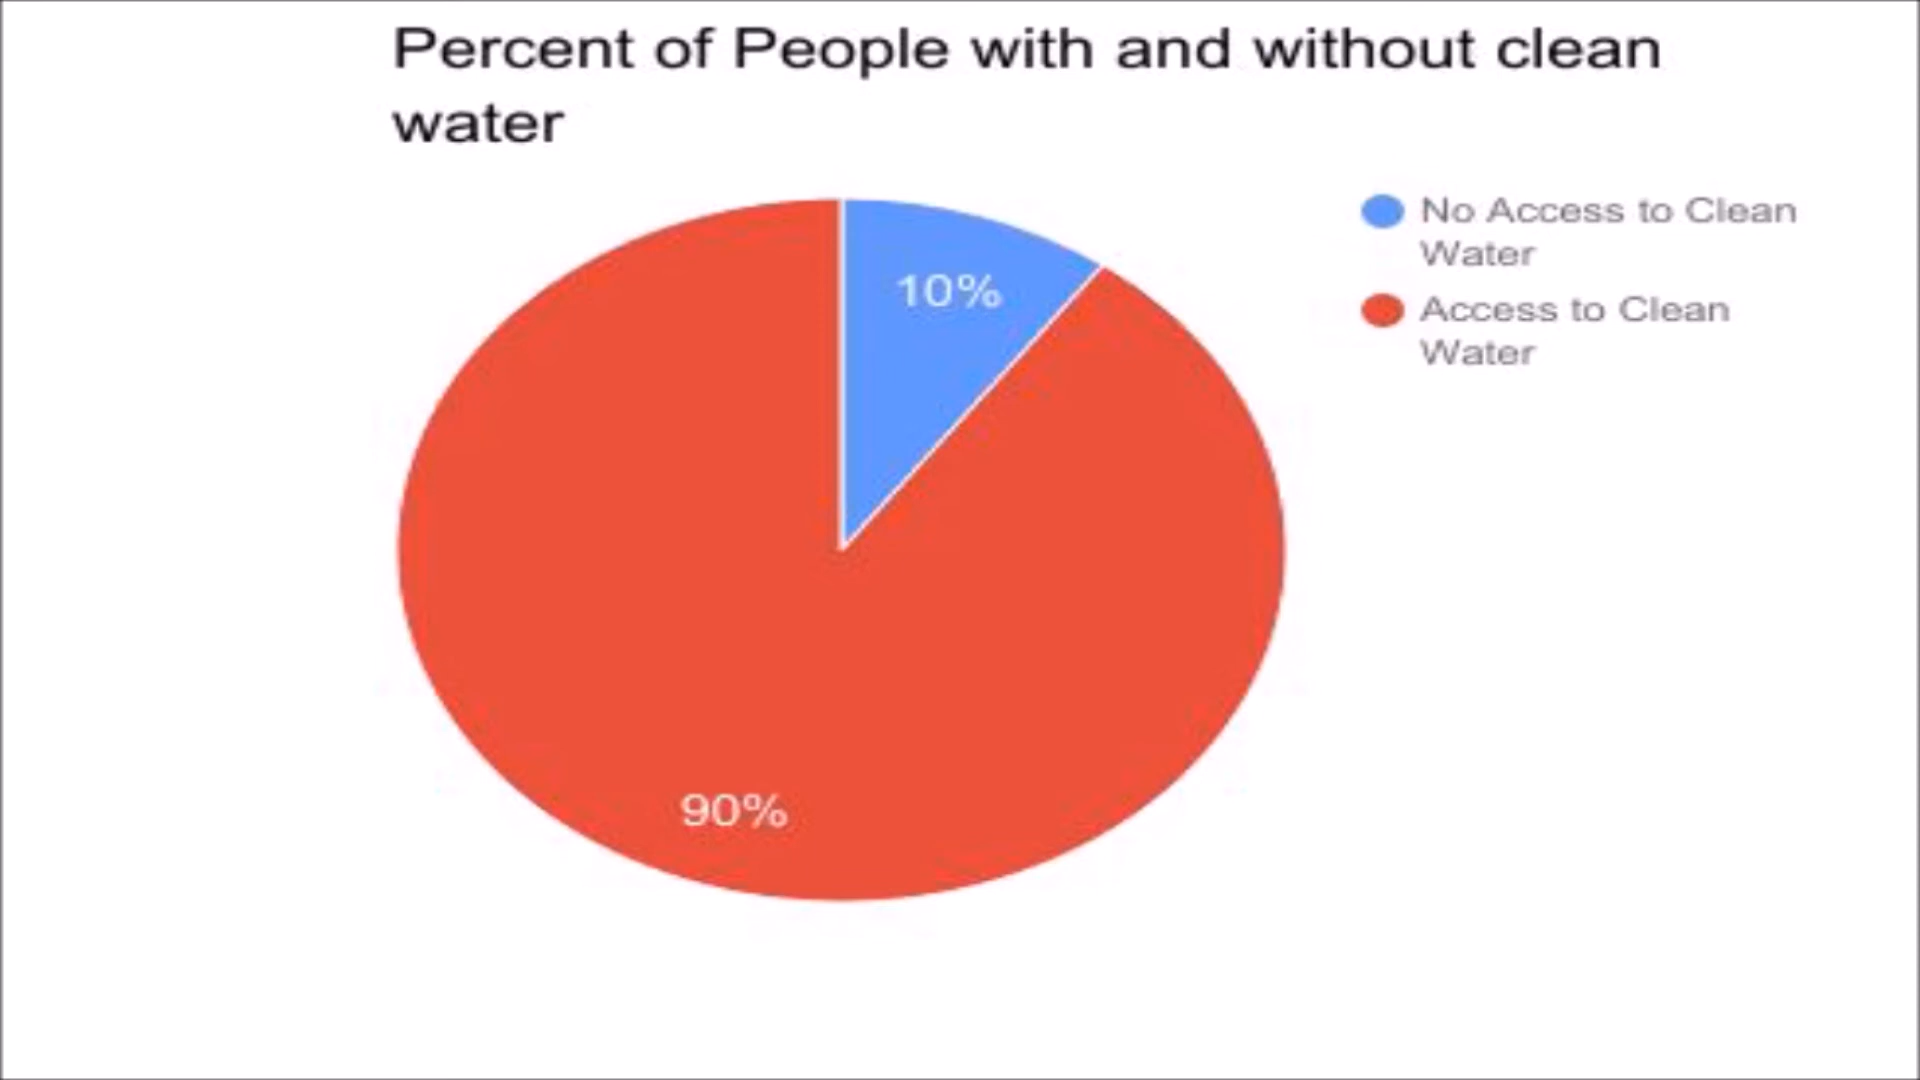 Percent of People with and without clean
water
No Access to Clean
Water
Access to Clean
Water
10%
90%